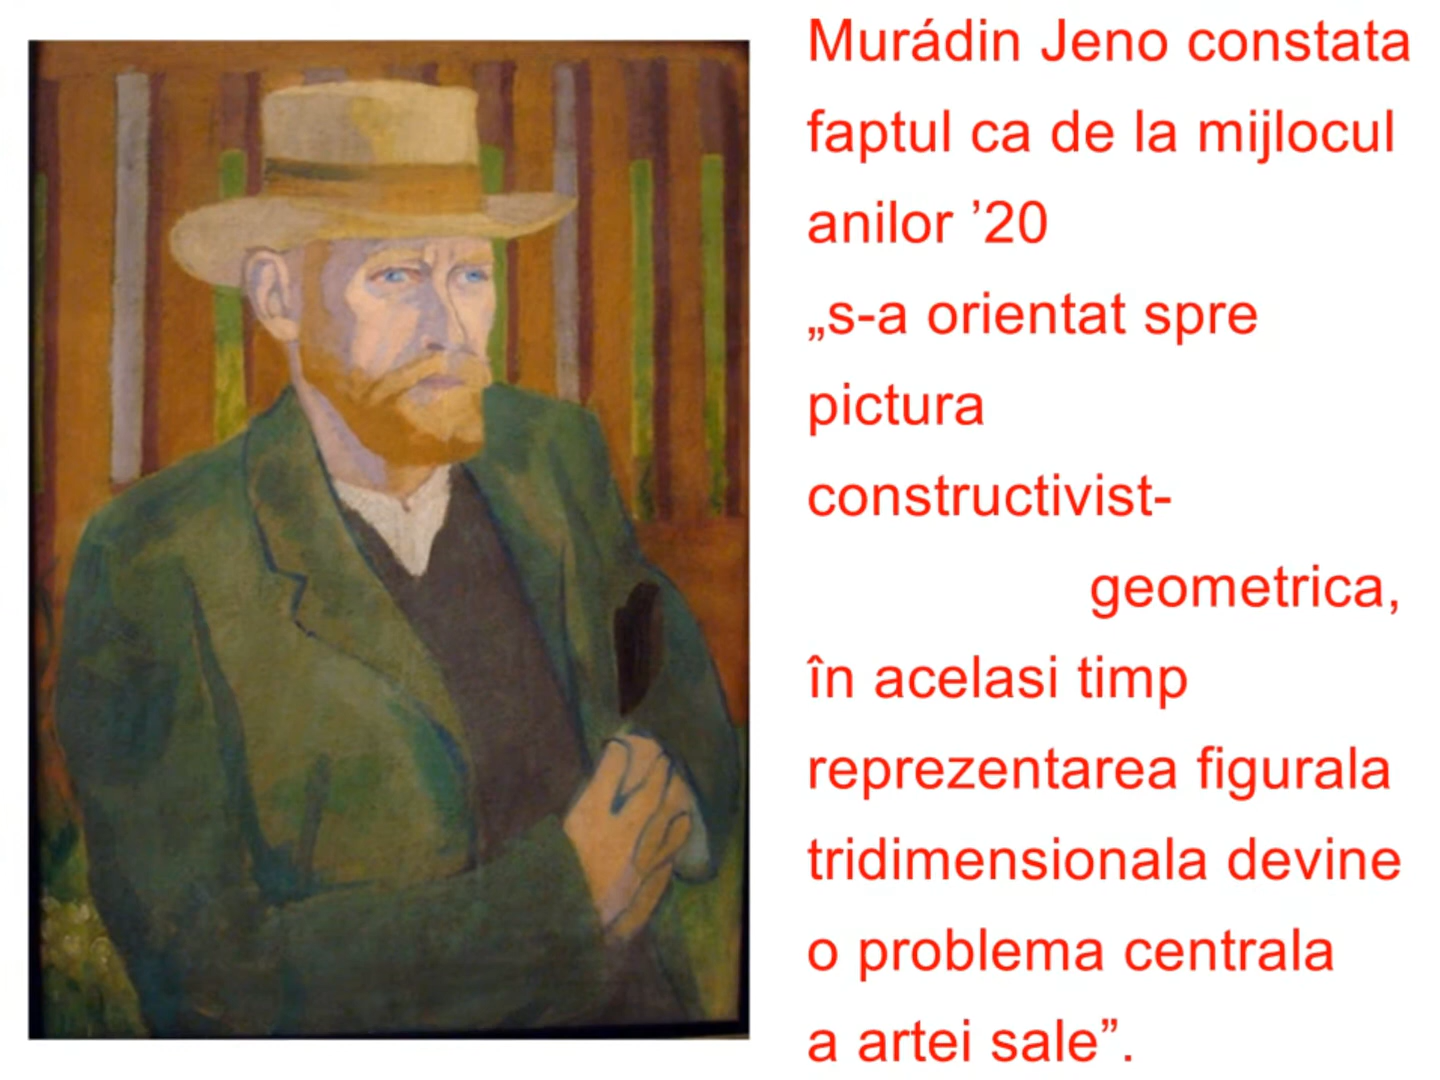 Murádin Jeno constata
faptul ca de la mijlocul
anilor ’20
„s-a orientat spre
pictura
constructivist-
geometrica,
în acelasi timp
reprezentarea figurala
tridimensionala devine
o problema centrala
a artei sale”.